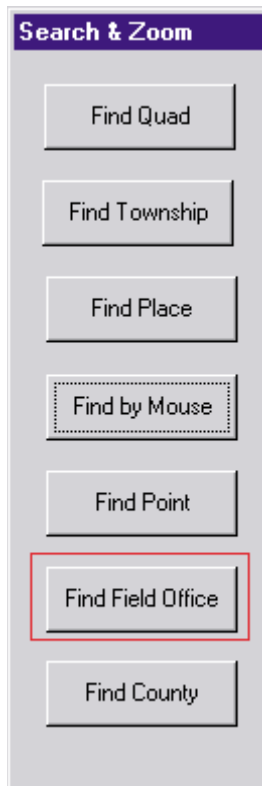 Search & Zoom
Find Quad
Find Township
Find Place
Find by Mouse
Find Point
Find Field Office
Find County